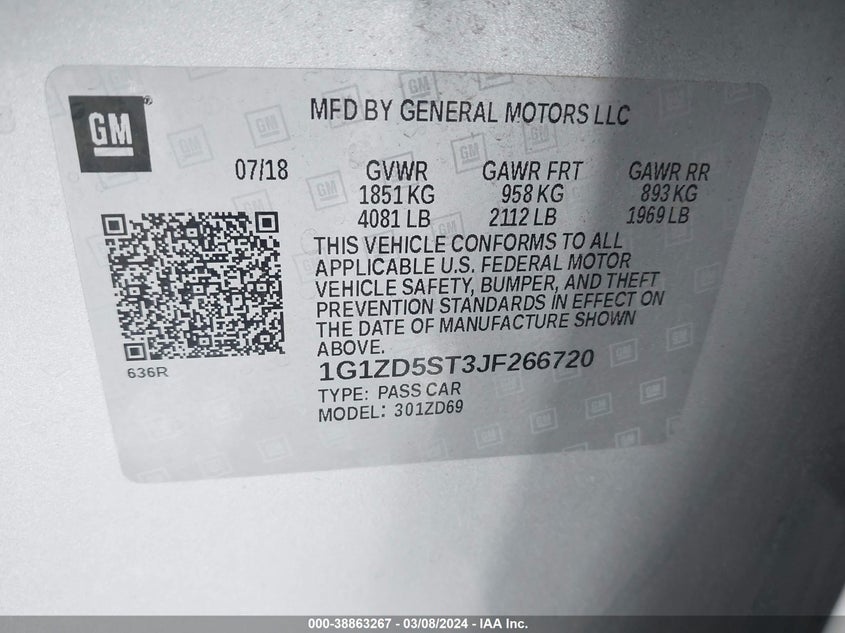 GM
MFD BY GENERAL MOTORS LLC
07/18 GVWR GAWR FRT GAWR RR
1851 KG 958 KG 893 KG
4081 LB 2112 LB 1969 LB
THIS VEHICLE CONFORMS TO ALL
APPLICABLE U.S. FEDERAL MOTOR
VEHICLE SAFETY, BUMPER, AND THEFT
PREVENTION STANDARDS IN EFFECT ON
THE DATE OF MANUFACTURE SHOWN
ABOVE.
636R
1G1ZD5ST3JF266720
TYPE: PASS CAR
MODEL: 301ZD69
000-38863267 - 03/08/2024 - IAA Inc.